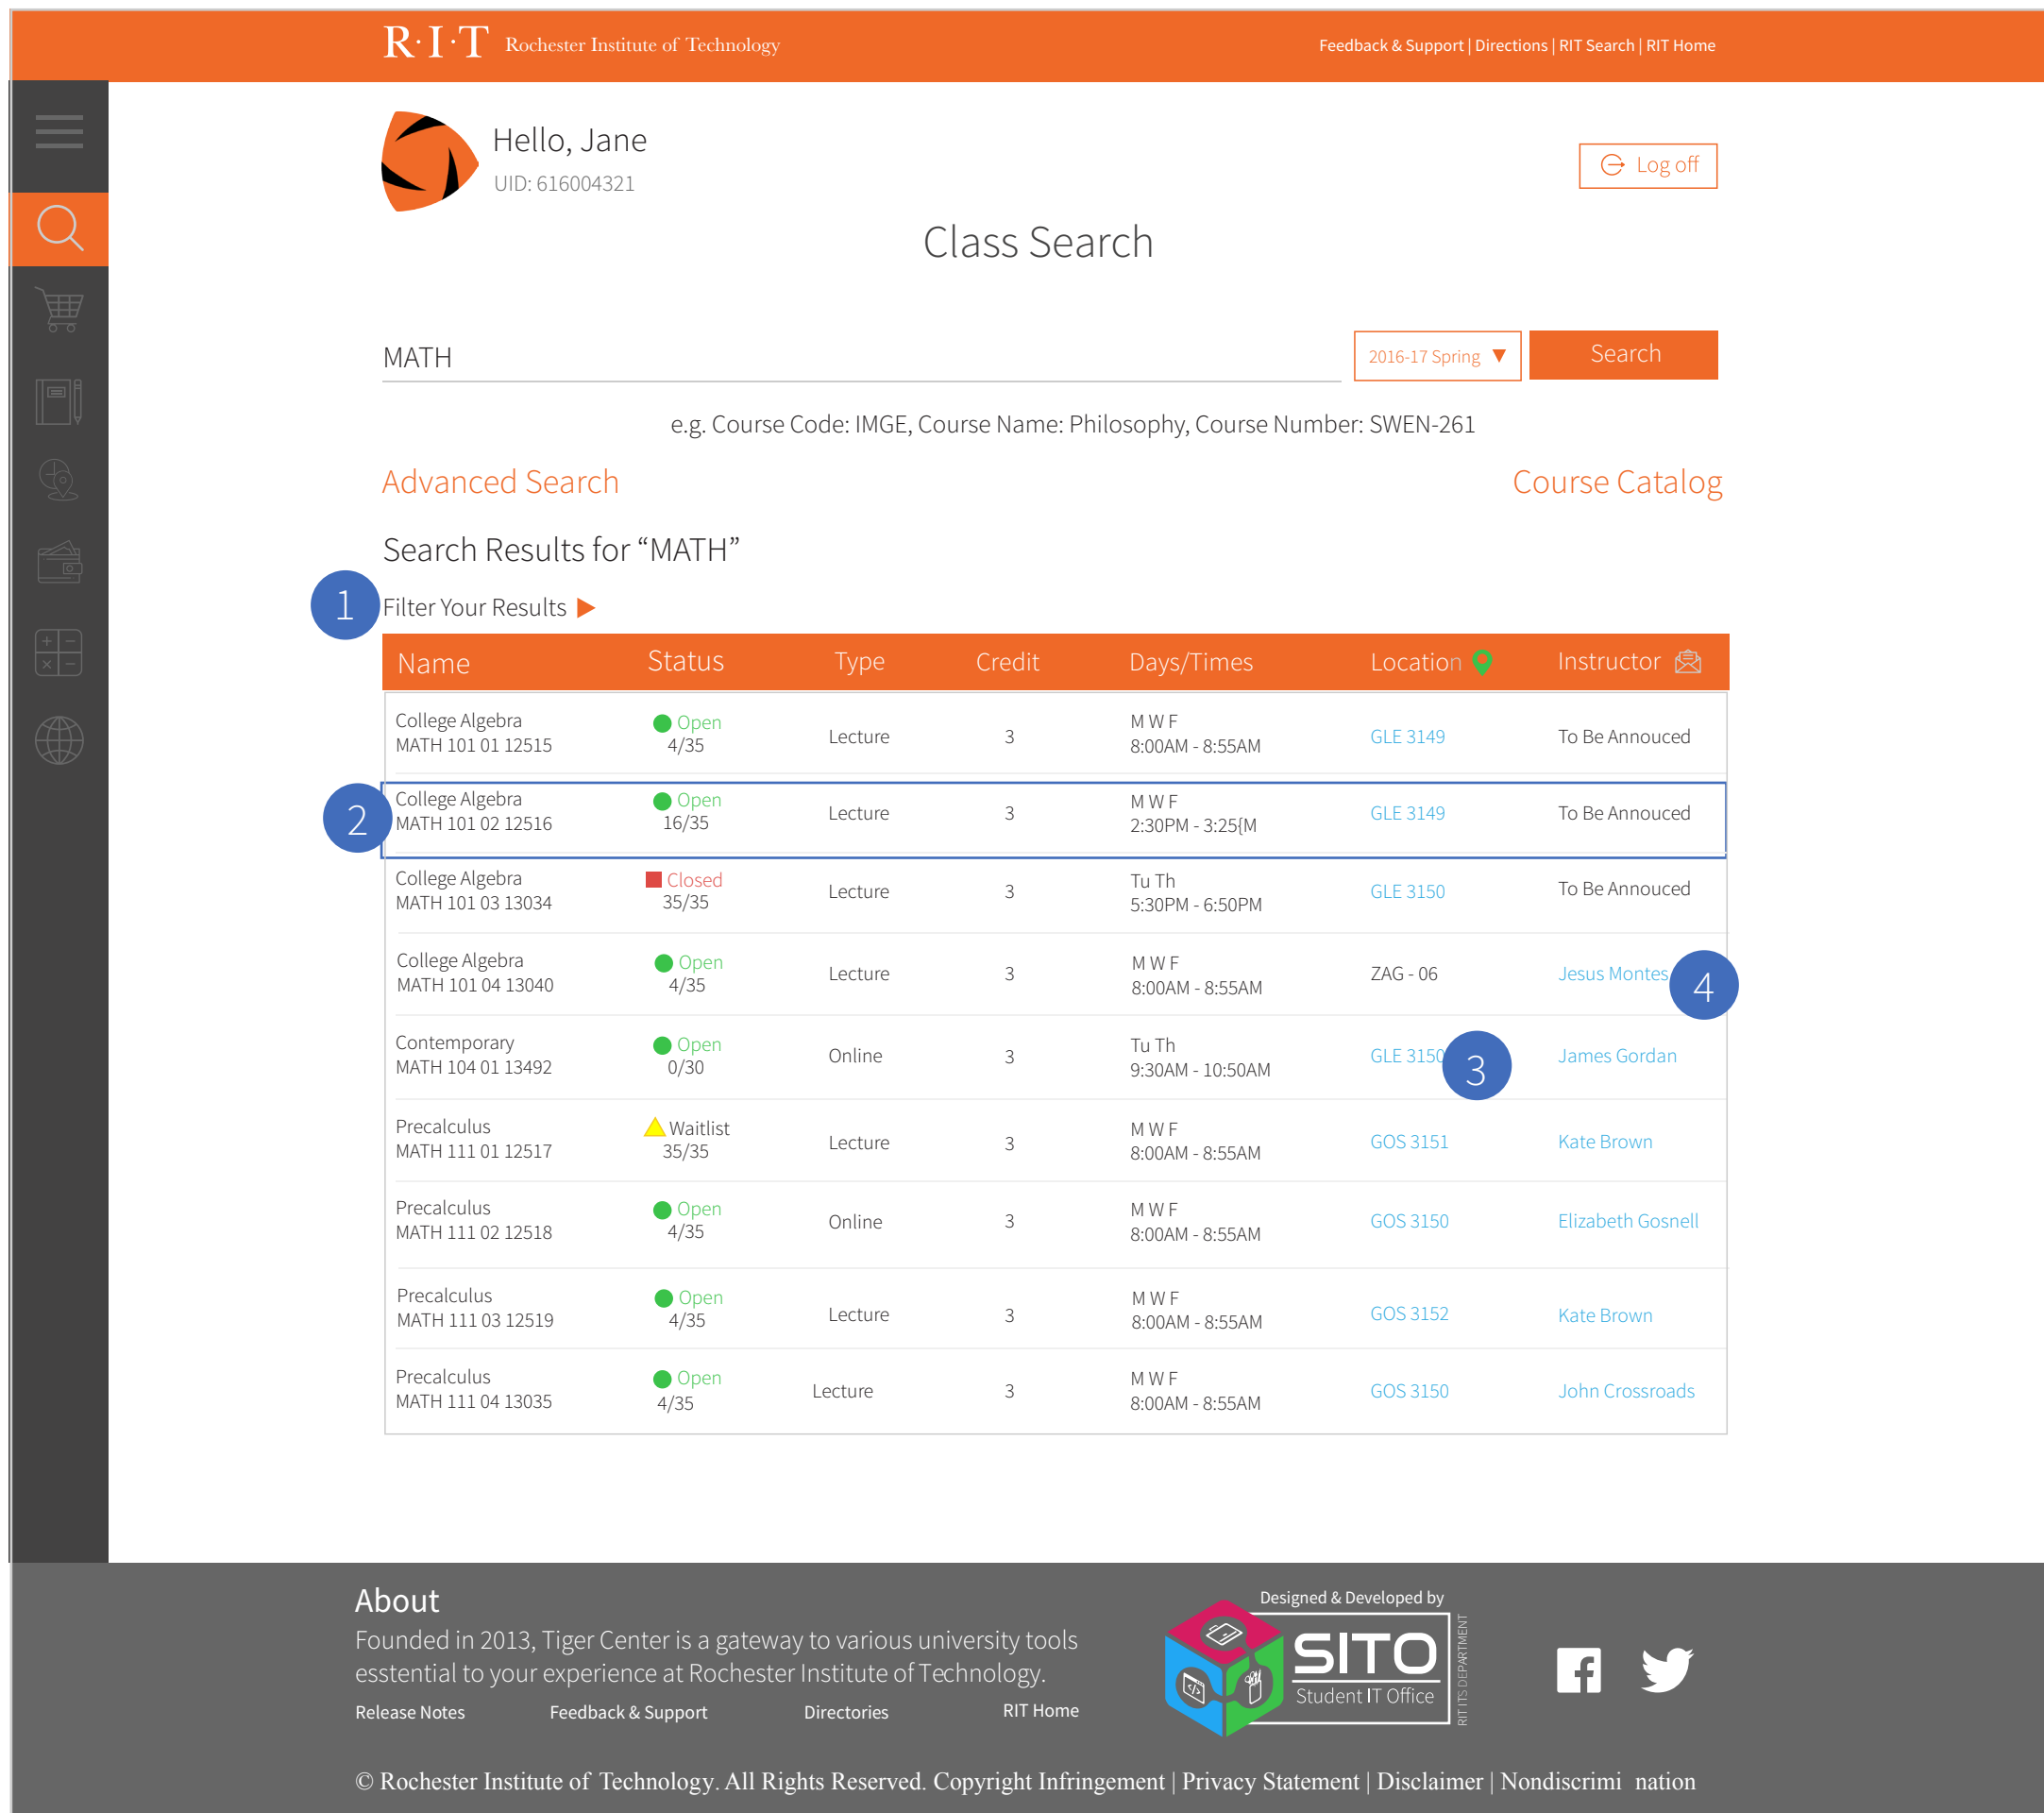 R·I·T Rochester Institute of Technology
Feedback & Support | Directions | RIT Search | RIT Home
Hello, Jane
UID: 616004321
Log off
Class Search
MATH
2016-17 Spring ▼
Search
e.g. Course Code: IMGE, Course Name: Philosophy, Course Number: SWEN-261
Advanced Search
Course Catalog
Search Results for “MATH”
1
Filter Your Results
Name Status Type Credit Days/Times Location Instructor
College Algebra Open M W F
MATH 101 01 12515 4/35 Lecture 3 8:00AM - 8:55AM GLE 3149 To Be Annouced
2
College Algebra Open M W F
MATH 101 02 12516 16/35 Lecture 3 2:30PM - 3:25{M GLE 3149 To Be Annouced
College Algebra Closed Tu Th
MATH 101 03 13034 35/35 Lecture 3 5:30PM - 6:50PM GLE 3150 To Be Annouced
College Algebra Open M W F
MATH 101 04 13040 4/35 Lecture 3 8:00AM - 8:55AM ZAG - 06 Jesus Montes
4
Contemporary Open Tu Th
MATH 104 01 13492 0/30 Online 3 9:30AM - 10:50AM GLE 3150 James Gordan
3
Precalculus Waitlist M W F
MATH 111 01 12517 35/35 Lecture 3 8:00AM - 8:55AM GOS 3151 Kate Brown
Precalculus Open M W F
MATH 111 02 12518 4/35 Online 3 8:00AM - 8:55AM GOS 3150 Elizabeth Gosnell
Precalculus Open M W F
MATH 111 03 12519 4/35 Lecture 3 8:00AM - 8:55AM GOS 3152 Kate Brown
Precalculus Open M W F
MATH 111 04 13035 4/35 Lecture 3 8:00AM - 8:55AM GOS 3150 John Crossroads
About
Founded in 2013, Tiger Center is a gateway to various university tools
esstential to your experience at Rochester Institute of Technology.
Release Notes Feedback & Support Directories RIT Home
Designed & Developed by
SITO
Student IT Office
RIT ITS DEPARTMENT
© Rochester Institute of Technology. All Rights Reserved. Copyright Infringement | Privacy Statement | Disclaimer | Nondiscrimi nation